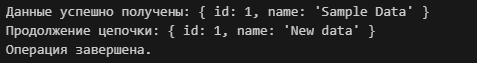 Данные успешно получены: { id: 1, name: 'Sample Data' }
Продолжение цепочки: { id: 1, name: 'New data' }
Операция завершена.